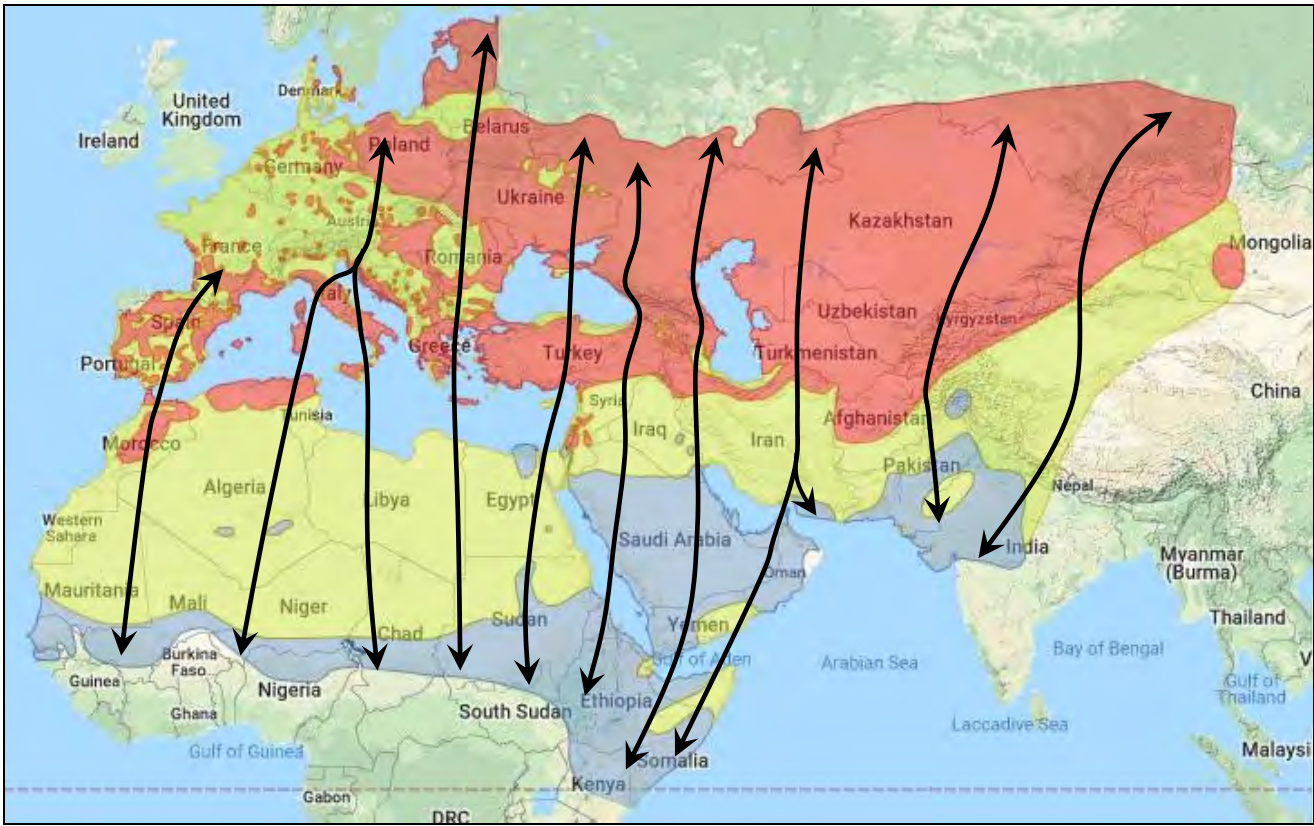 Denmark
United
Kingdom
Ireland
Belarus
Poland
Germany
Ukraine
Austria
France
Kazakhstan
Mongolia
Romania
Italy
Spain
Uzbekistan
Kyrgyzstan
Portugal
Greece
Turkey
Turkmenistan
China
Syria
Tunisia
Afghanistan
Morocco
Iraq
Iran
Pakistan
Algeria
Libya
Egypt
Nepal
Western
Sahara
Saudi Arabia
India
Myanmar
(Burma)
Oman
Mauritania
Mali
Niger
Sudan
Thailand
Chad
Yemen
Burkina
Faso
Gulf of Aden
Arabian Sea
Bay of Bengal
V
Guinea
Nigeria
Ethiopia
Gulf of
Thailand
Ghana
South Sudan
Laccadive Sea
Gulf of Guinea
Somalia
Malaysi
Kenya
Gabon
DRC